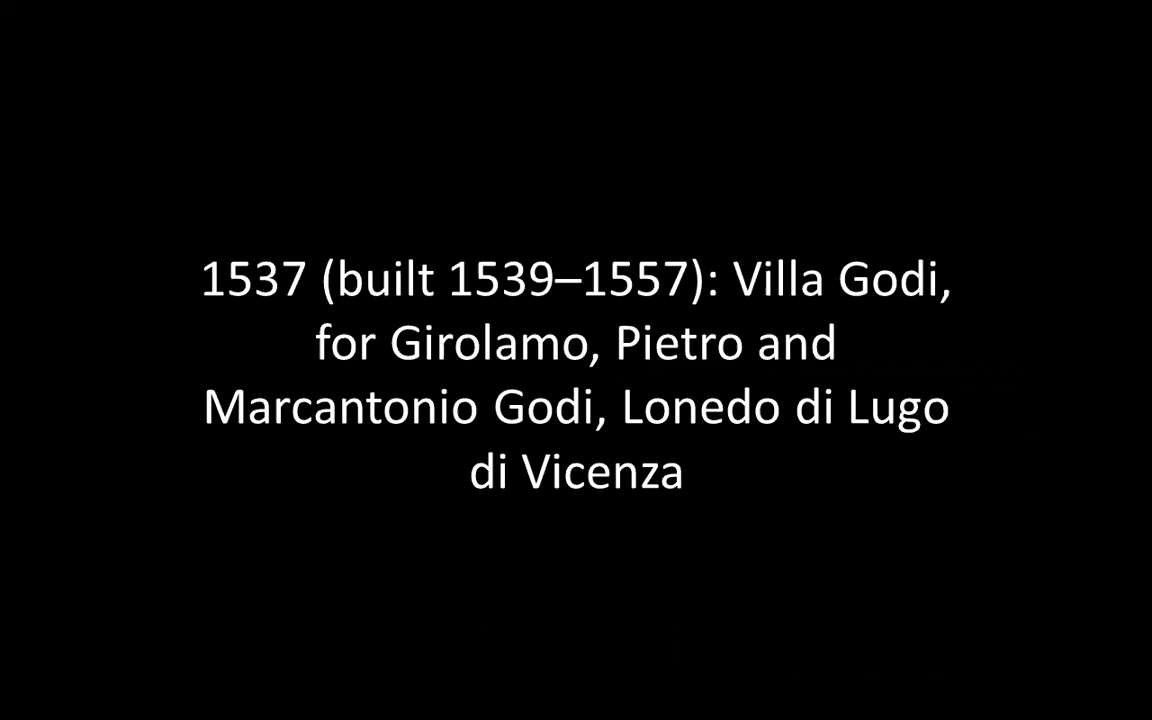 1537 (built 1539–1557): Villa Godi,
for Girolamo, Pietro and
Marcantonio Godi, Lonedo di Lugo
di Vicenza